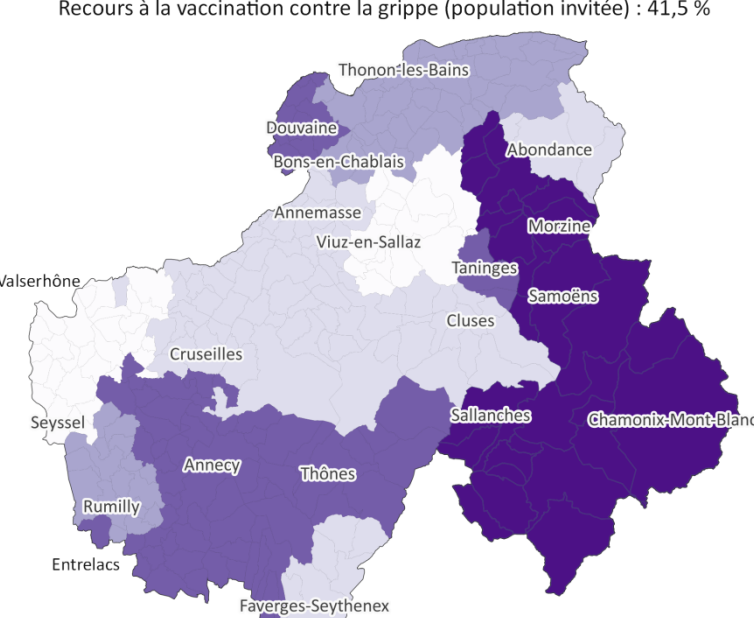 Recours à la vaccination contre la grippe (population invitée) : 41,5 %
Thonon-les-Bains
Douvaine
Abondance
Bons-en-Chablais
Annemasse
Morzine
Viuz-en-Sallaz
Taninges
Valserhône
Samoëns
Cluses
Cruseilles
Sallanches
Chamonix-Mont-Blanc
Seyssel
Annecy
Thônes
Rumilly
Entrelacs
Faverges-Seythenex